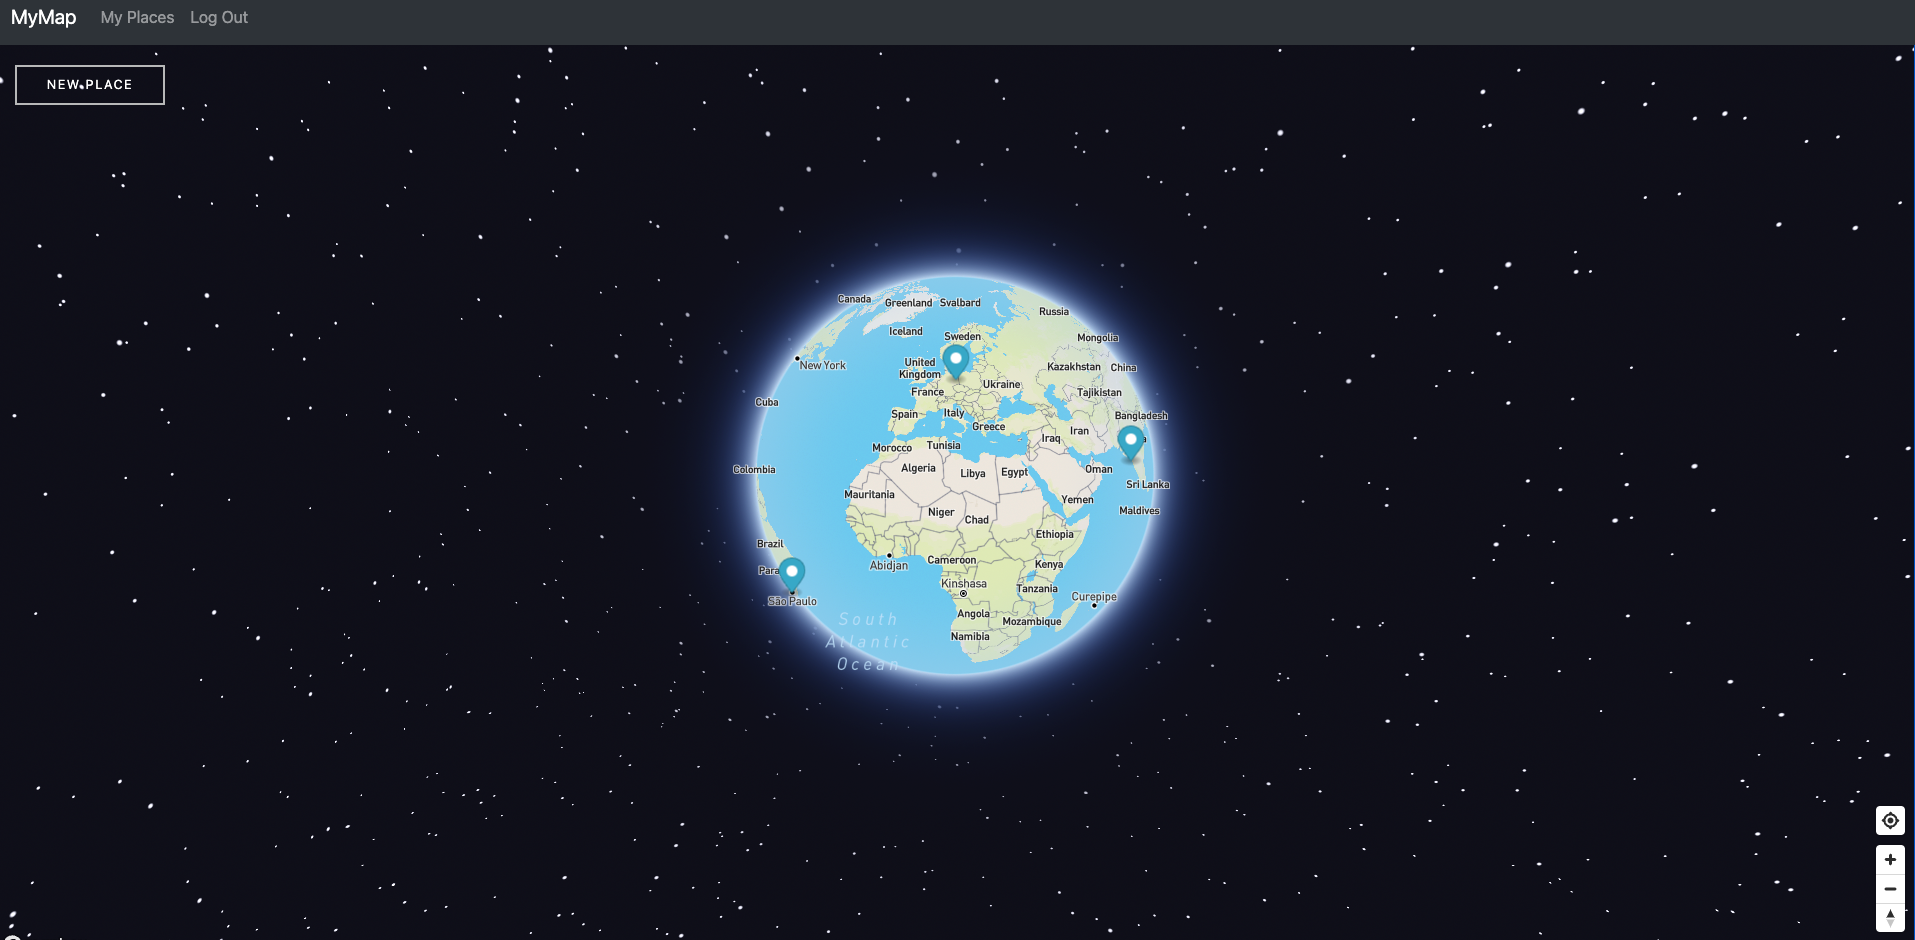 MyMap My Places Log Out
NEW PLACE
Canada
Greenland
Svalbard
Russia
Iceland
Sweden
Mongolia
New York
United
Kingdom
Kazakhstan
China
Ukraine
France
Tajikistan
Cuba
Spain
Italy
Bangladesh
Greece
Iran
Iraq
Morocco
Tunisia
Colombia
Algeria
Libya
Egypt
Oman
Sri Lanka
Mauritania
Yemen
Niger
Chad
Maldives
Ethiopia
Brazil
Abidjan
Cameroon
Kenya
Kinshasa
Tanzania
São Paulo
Curepipe
Angola
Mozambique
South
Atlantic
Ocean
Namibia